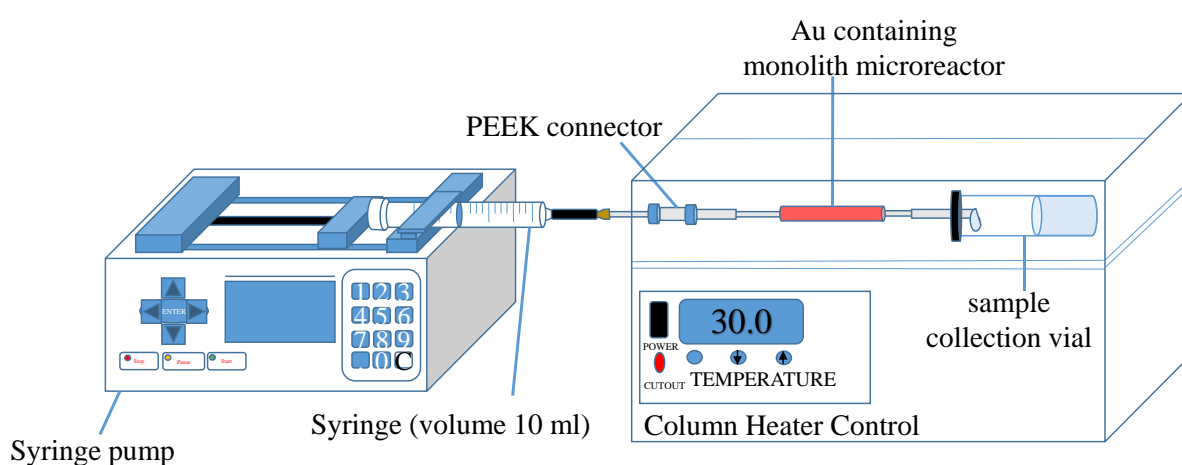 Au containing
monolith microreactor
PEEK connector
ENTER
1 2 3
4 5 6
7 8 9
0 C
Stop
Pause
Start
30.0
POWER
CUTOUT
TEMPERATURE
sample
collection vial
Syringe (volume 10 ml)
Column Heater Control
Syringe pump